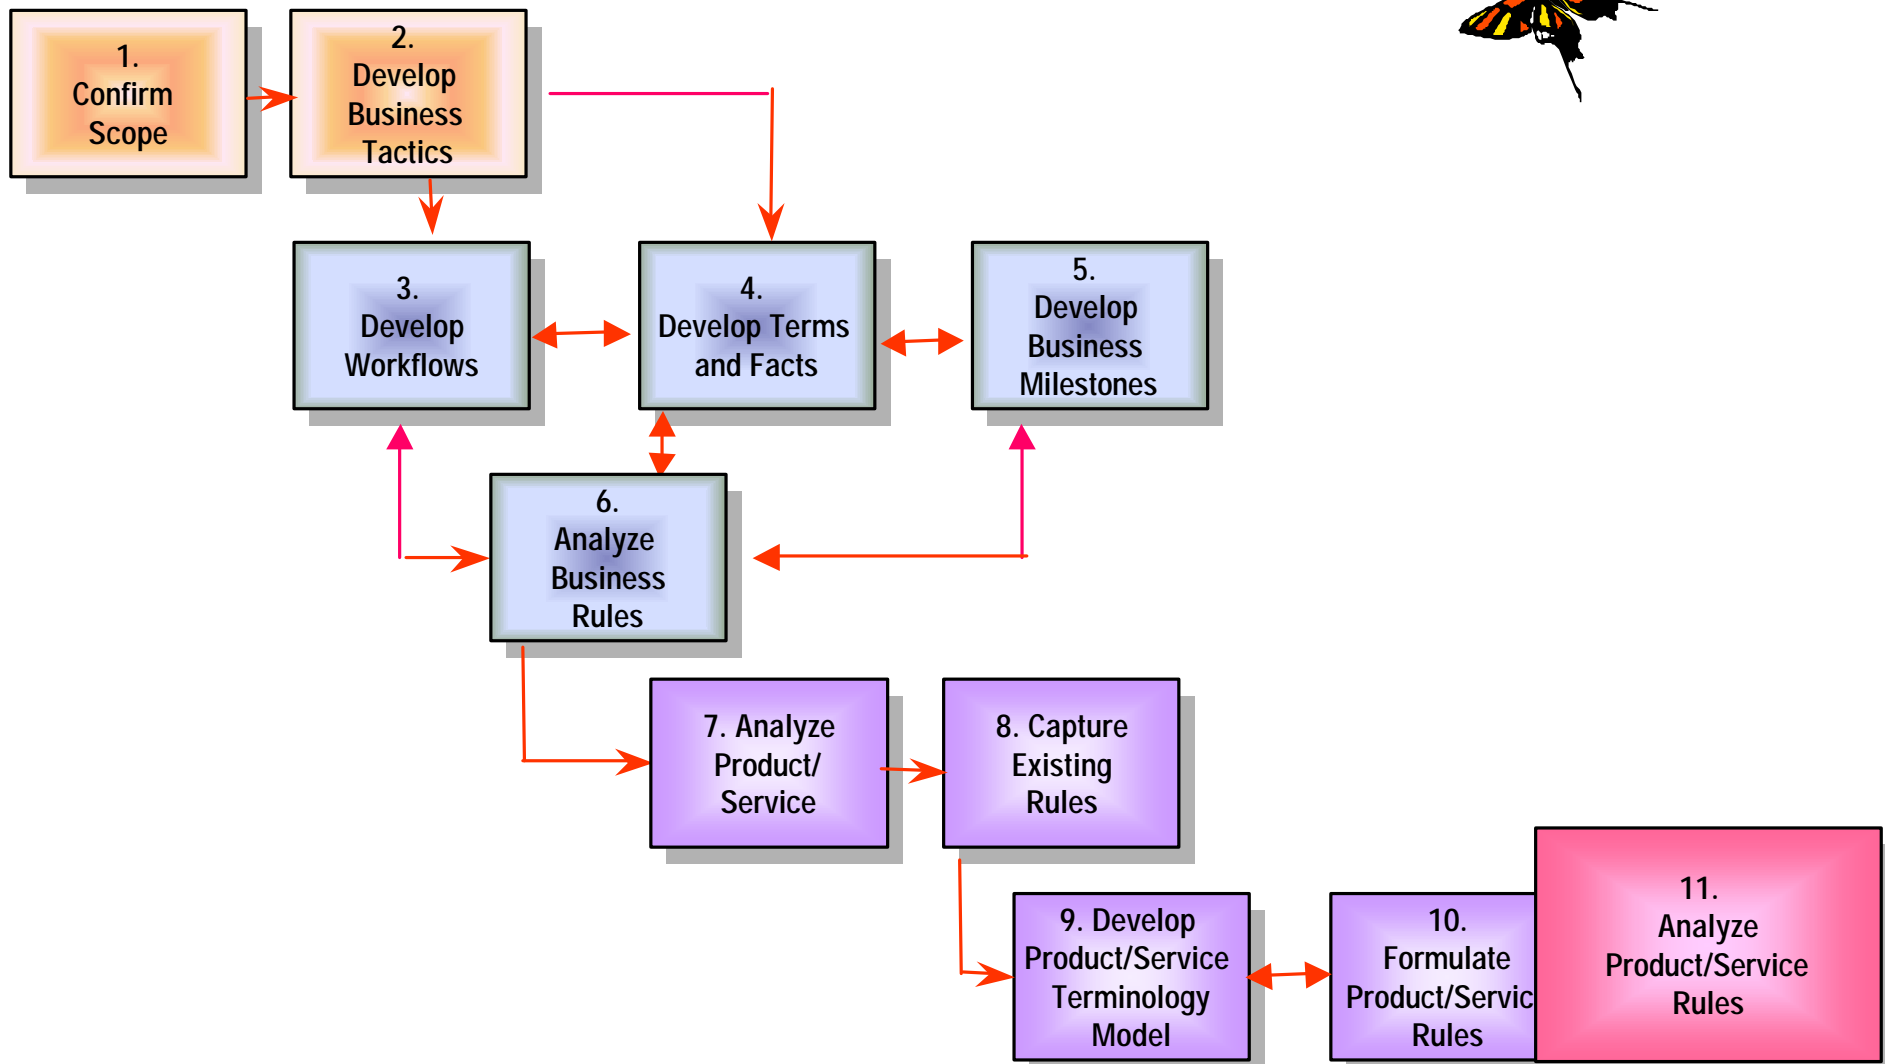 1.
Confirm
Scope
2.
Develop
Business
Tactics
3.
Develop
Workflows
4.
Develop Terms
and Facts
5.
Develop
Business
Milestones
6.
Analyze
Business
Rules
7. Analyze
Product/
Service
8. Capture
Existing
Rules
9. Develop
Product/Service
Terminology
Model
10.
Formulate
Product/Servic
Rules
11.
Analyze
Product/Service
Rules